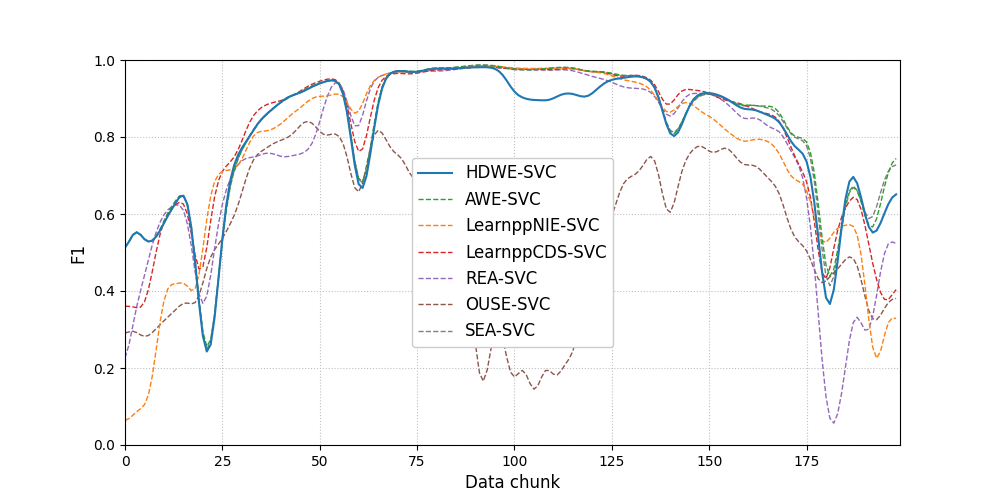 1.0
0.8
0.6
0.4
0.2
0.0
F1
HDWE-SVC
AWE-SVC
LearnppNIE-SVC
LearnppCDS-SVC
REA-SVC
OUSE-SVC
SEA-SVC
0 25 50 75 100 125 150 175
Data chunk